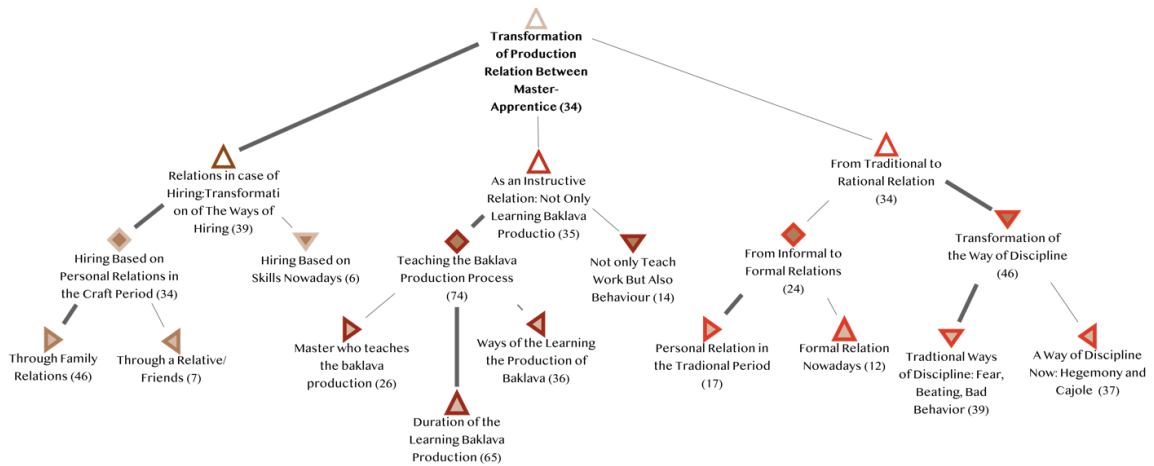 Transformation
of Production
Relation Between
Master-
Apprentice (34)
Relations in case of
Hiring:Transformati
on of The Ways of
Hiring (39)
As an Instructive
Relation: Not Only
Learning Baklava
Productio (35)
From Traditional to
Rational Relation
(34)
Hiring Based on
Personal Relations in
the Craft Period (34)
Hiring Based on
Skills Nowadays (6)
Teaching the Baklava
Production Process
(74)
Not only Teach
Work But Also
Behaviour (14)
From Informal to
Formal Relations
(24)
Transformation of
the Way of Discipline
(46)
Through Family
Relations (46)
Through a Relative/
Friends (7)
Master who teaches
the baklava
production (26)
Duration of the
Learning Baklava
Production (65)
Ways of the Learning
the Production of
Baklava (36)
Personal Relation in
the Tradional Period
(17)
Formal Relation
Nowadays (12)
Tradtional Ways
of Discipline: Fear,
Beating, Bad
Behavior (39)
A Way of Discipline
Now: Hegemony and
Cajole (37)